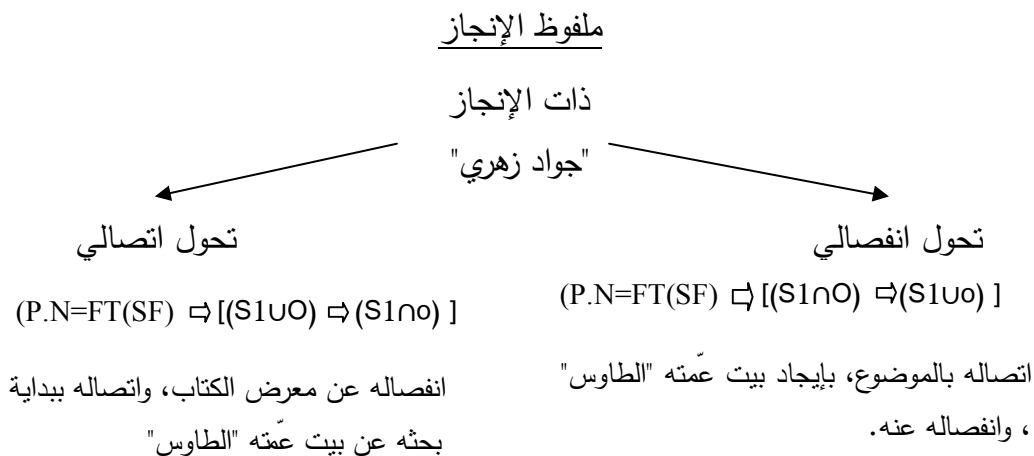 ملفوظ الإنجاز
ذات الإنجاز
"جواد زهري"
تحول انفصالي
(P.N=FT(SF) ⇨ [(S1∩O) ⇨(S1∪o) ]
اتصاله بالموضوع، بإيجاد بيت عمّته "الطاوس"
، وانفصاله عنه.
تحول اتصالي
(P.N=FT(SF) ⇨ [(S1∪O) ⇨ (S1∩o) ]
انفصاله عن معرض الكتاب، واتصاله ببداية
بحثه عن بيت عمّته "الطاوس"